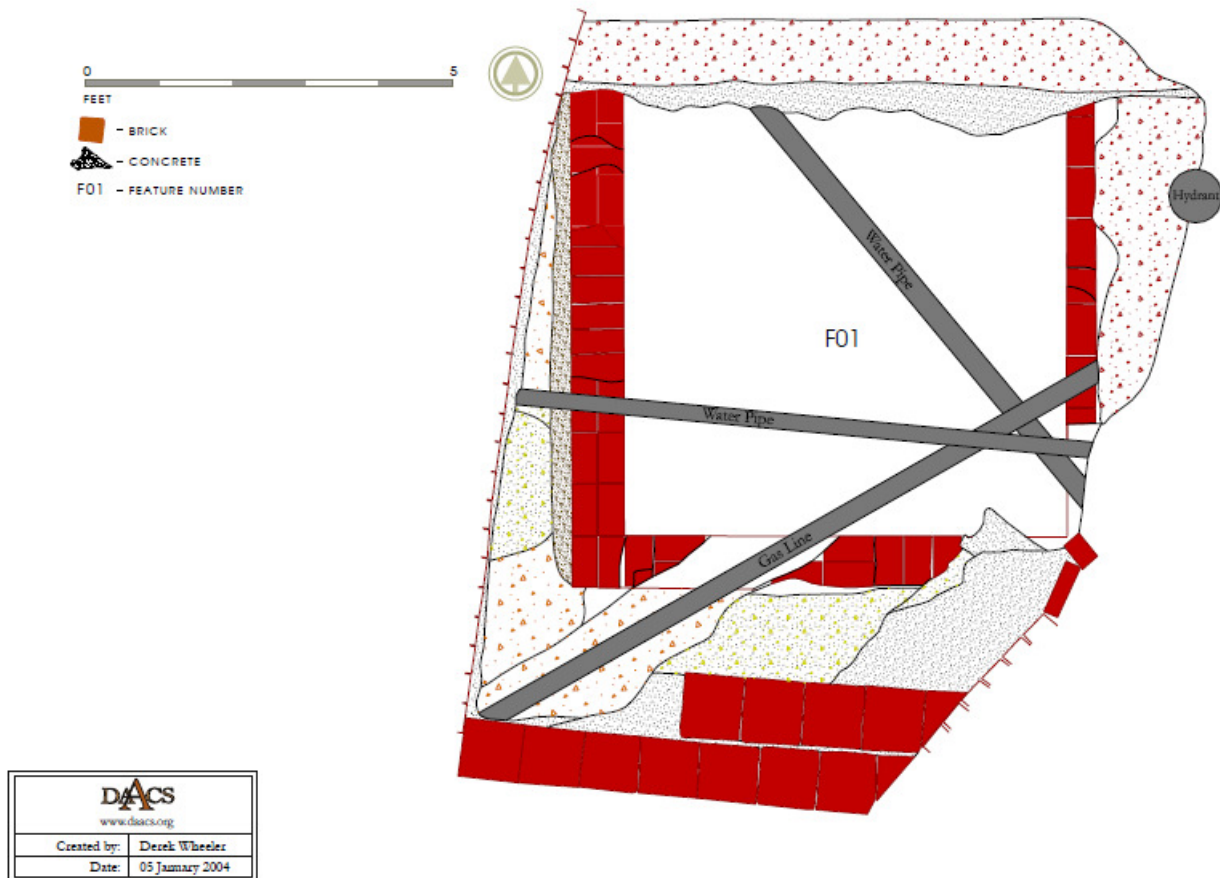 0 5
FEET
- BRICK
- CONCRETE
F01 - FEATURE NUMBER
Hydrant
Water Pipe
F01
Water Pipe
Gas Line
DAACS
www.daacs.org
Created by: Derek Wheeler
Date: 05 January 2004